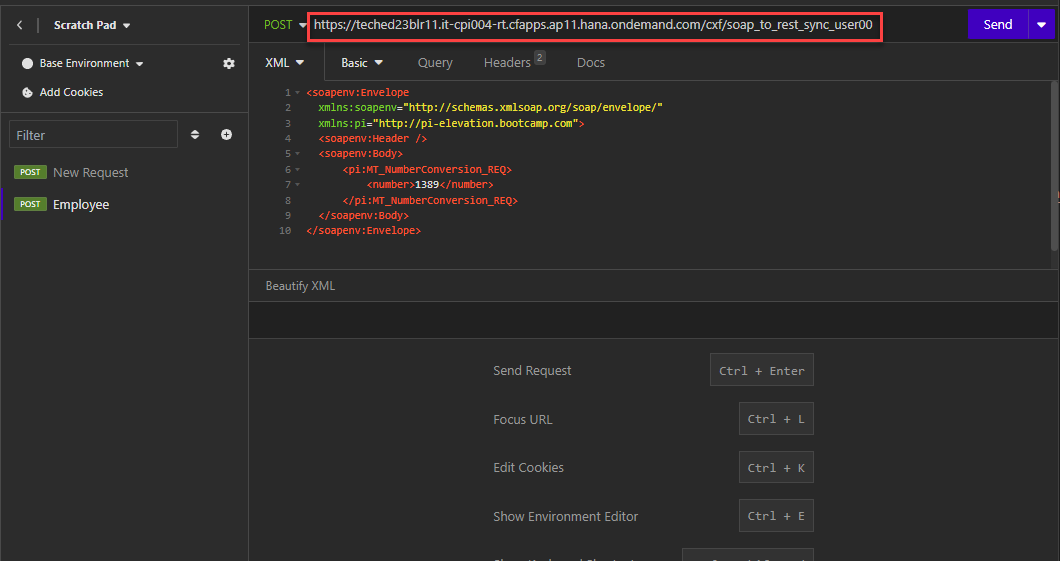 Scratch Pad
Base Environment
Add Cookies
Filter
POST New Request
POST Employee
POST https://teched23blr11.it-cpi004-rt.cfapps.ap11.hana.ondemand.com/cxf/soap_to_rest_sync_user00 Send
XML Basic Query Headers 2 Docs
1 <soapenv:Envelope
2 xmlns:soapenv="http://schemas.xmlsoap.org/soap/envelope/"
3 xmlns:pi="http://pi-elevation.bootcamp.com">
4 <soapenv:Header />
5 <soapenv:Body>
6 <pi:MT_NumberConversion_REQ>
7 <number>1389</number>
8 </pi:MT_NumberConversion_REQ>
9 </soapenv:Body>
10 </soapenv:Envelope>
Beautify XML
Send Request Ctrl + Enter
Focus URL Ctrl + L
Edit Cookies Ctrl + K
Show Environment Editor Ctrl + E